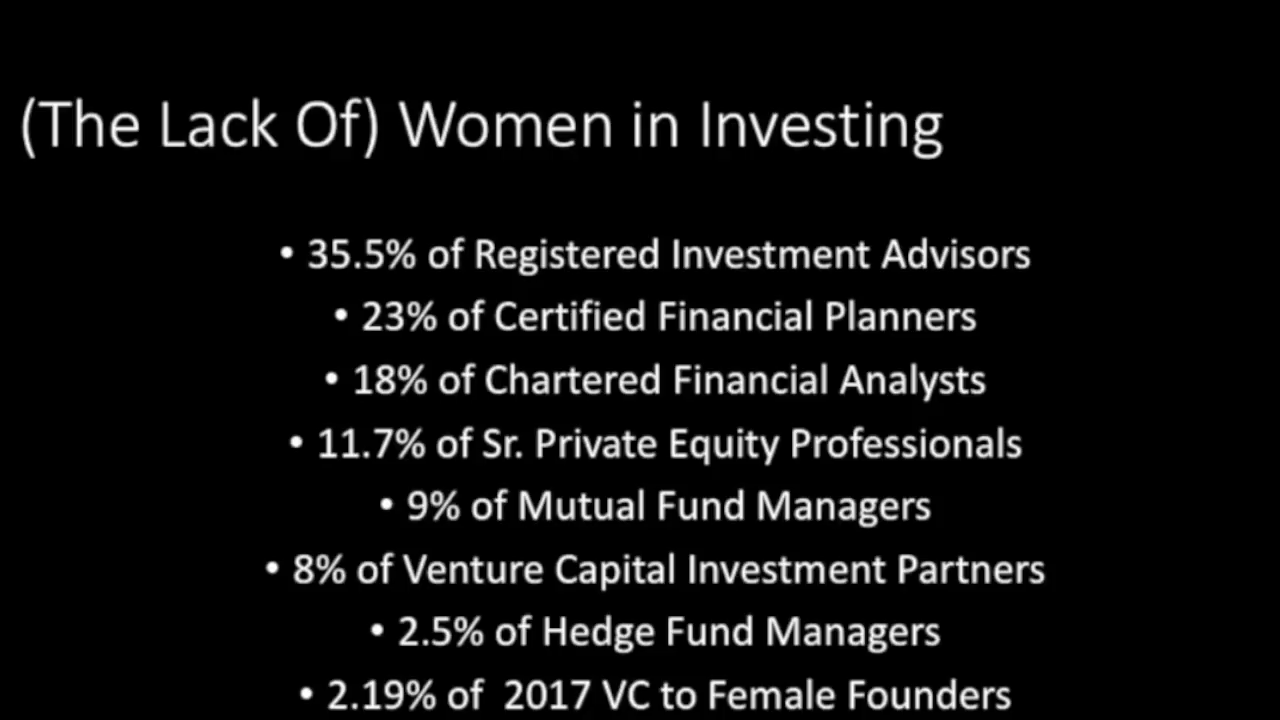 (The Lack Of) Women in Investing
• 35.5% of Registered Investment Advisors
• 23% of Certified Financial Planners
• 18% of Chartered Financial Analysts
• 11.7% of Sr. Private Equity Professionals
• 9% of Mutual Fund Managers
• 8% of Venture Capital Investment Partners
• 2.5% of Hedge Fund Managers
• 2.19% of  2017 VC to Female Founders